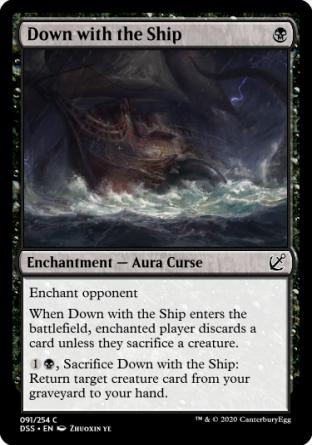 Down with the Ship
Enchantment — Aura Curse
Enchant opponent
When Down with the Ship enters the
battlefield, enchanted player discards a
card unless they sacrifice a creature.
1 , Sacrifice Down with the Ship:
Return target creature card from your
graveyard to your hand.
091/254 C
DSS • EN Zhuoxin Ye
™ & © 2020 CanterburyEgg